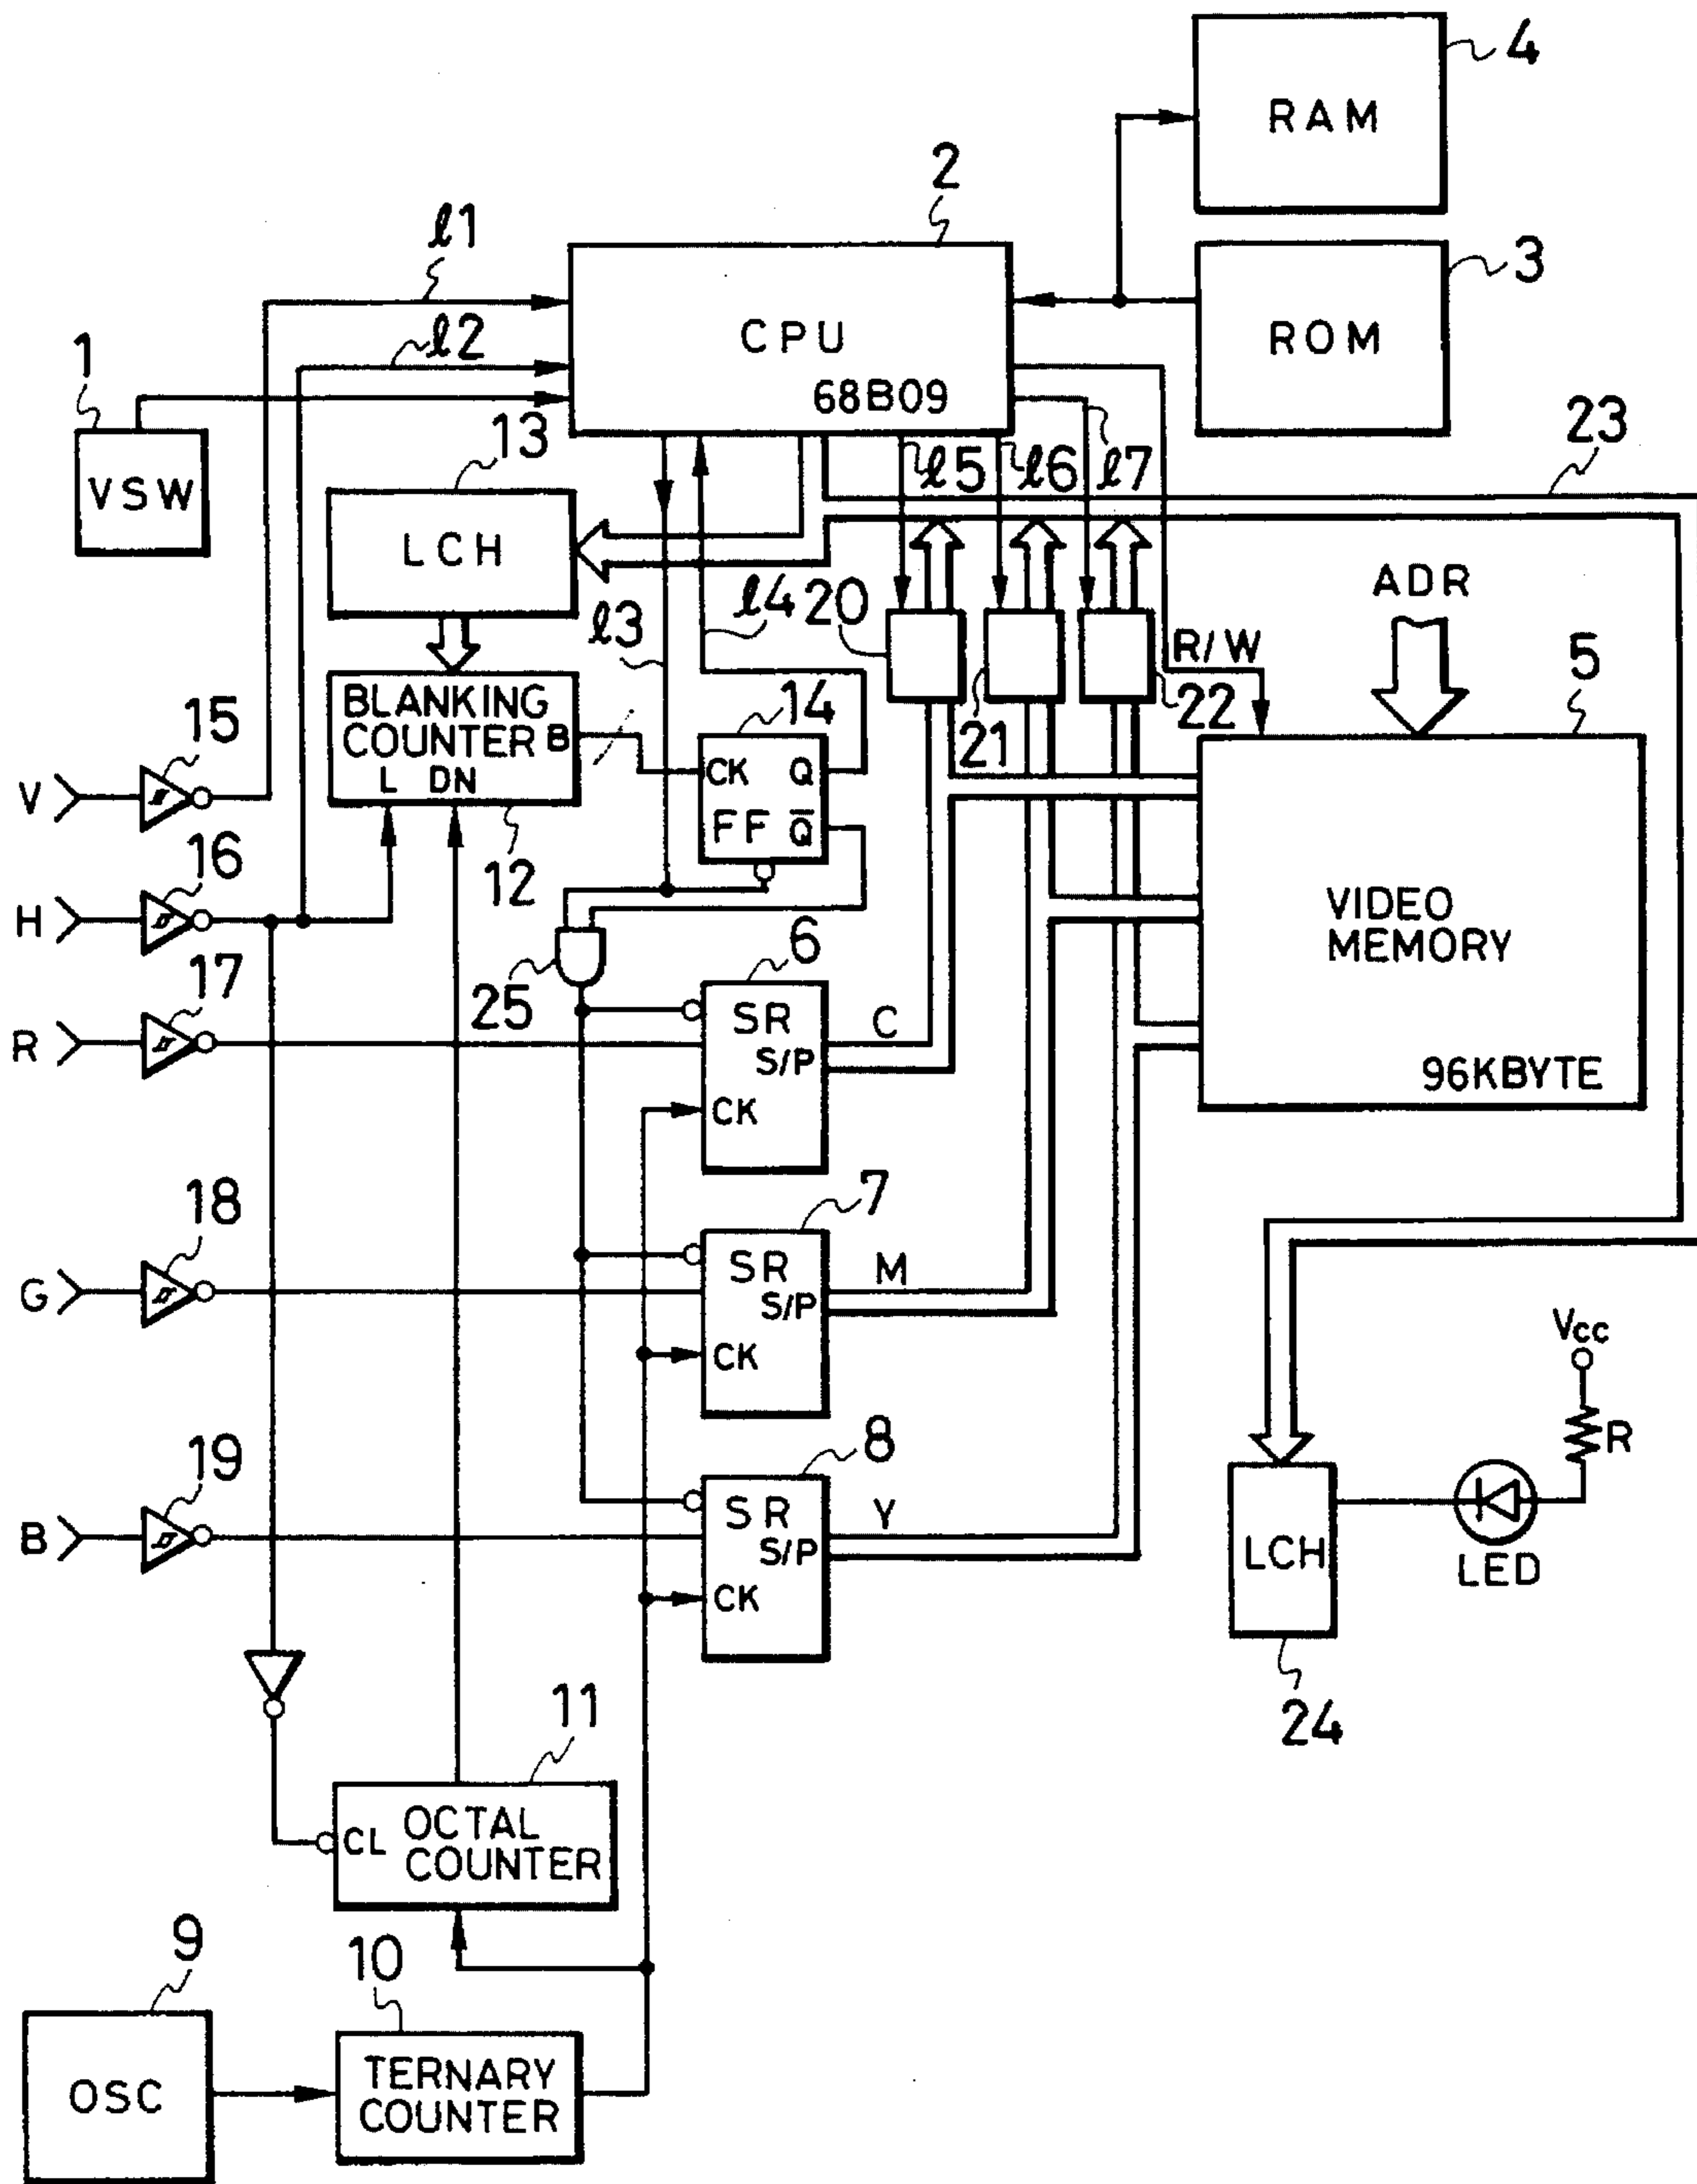 4
RAM
2
ℓ1
3
CPU
ROM
ℓ2
1
68B09
23
13
VSW
ℓ5
ℓ6
ℓ7
LCH
ADR
ℓ3
ℓ4
20
R/W
5
BLANKING
COUNTER B
L DN
14
21
22
15
CK Q
V
FF Q̅
16
12
VIDEO
MEMORY
H
6
17
25
SR
C
R
S/P
96KBYTE
CK
18
7
SR
M
G
S/P
Vcc
CK
19
8
R
SR
Y
B
S/P
LCH
LED
CK
24
11
OCTAL
COUNTER
CL
9
10
OSC
TERNARY
COUNTER